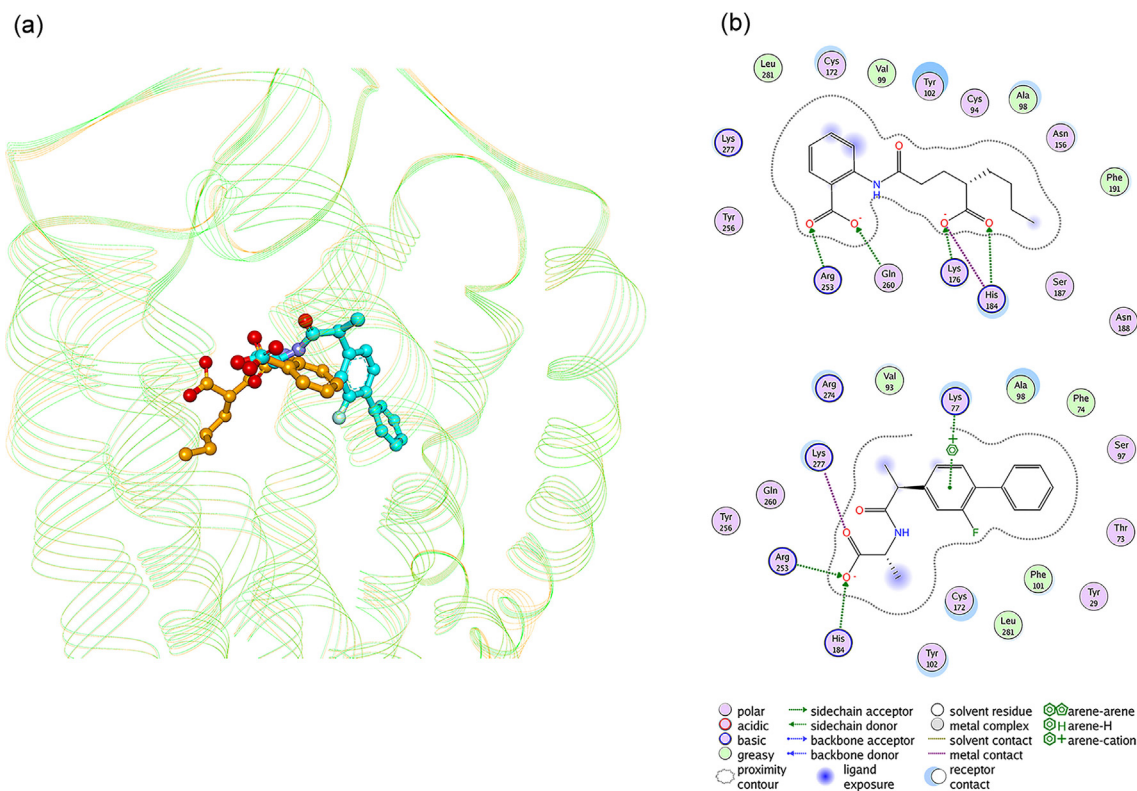 (a)
(b)
Leu
281
Cys
172
Val
99
Tyr
102
Cys
94
Ala
98
Asn
156
Lys
277
Phe
191
Tyr
256
O
N
H
O
O-
O-
O
Arg
253
Gln
260
Lys
176
His
184
Ser
187
Asn
188
Arg
274
Val
93
Lys
77
Ala
98
Phe
74
Lys
277
Ser
97
Gln
260
Tyr
256
O
O
NH
F
Thr
73
Arg
253
O-
Cys
172
Phe
101
Leu
281
Tyr
29
His
184
Tyr
102
polar
acidic
basic
greasy
proximity
contour
sidechain acceptor
sidechain donor
backbone acceptor
backbone donor
ligand
exposure
solvent residue
metal complex
solvent contact
metal contact
receptor
contact
arene-arene
H arene-H
+ arene-cation